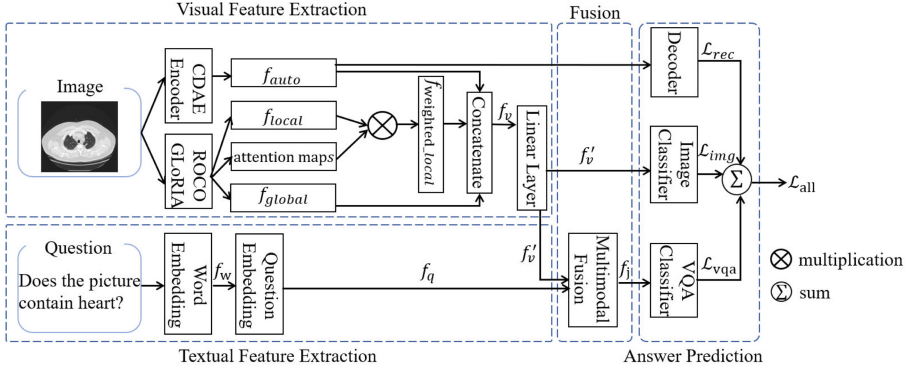 Visual Feature Extraction
Fusion
Image
CDAE
Encoder
f_auto
Decoder
ℒ_rec
ROCO
GLoRIA
f_local
attention maps
f_global
f_weighted_local
Concatenate
f_v
Linear Layer
f'_v
Image
Classifier
ℒ_img
Σ
ℒ_all
Question
Does the picture
contain heart?
Word
Embedding
f_w
Question
Embedding
f_q
f'_v
Multimodal
Fusion
f_j
VQA
Classifier
ℒ_vqa
⊗ multiplication
Σ sum
Textual Feature Extraction
Answer Prediction